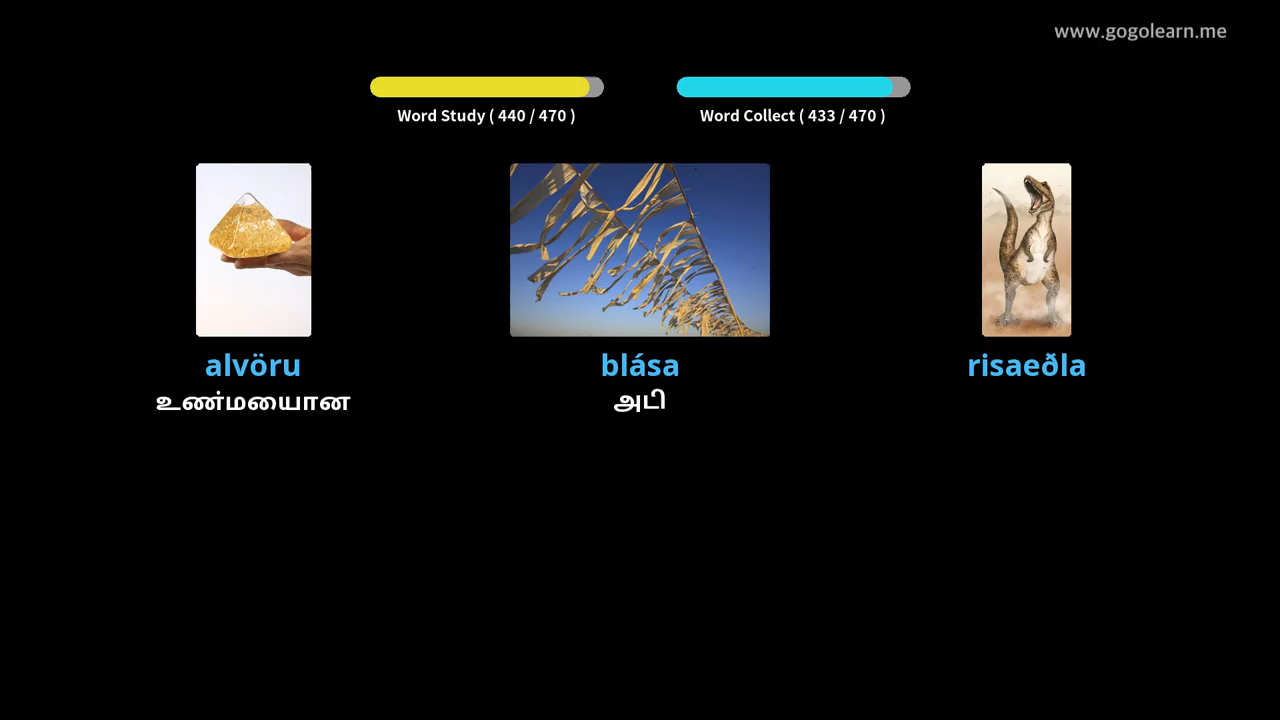 www.gogolearn.me
Word Study ( 440 / 470 )
Word Collect ( 433 / 470 )
alvöru
உண்மையான
blása
அடி
risaeðla